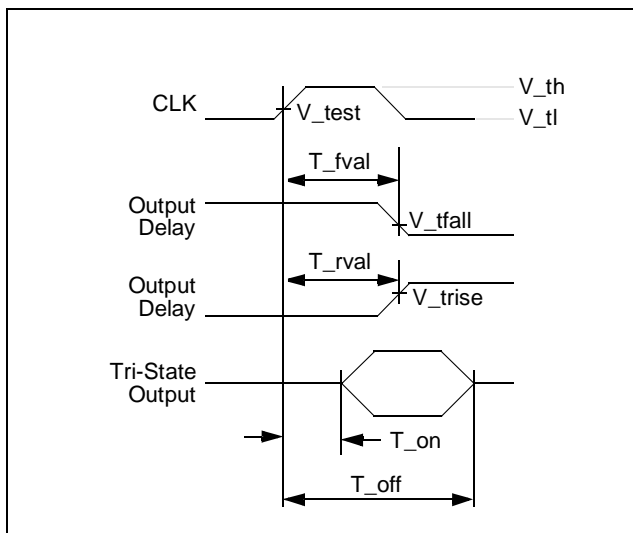 V_th
CLK
V_test
V_tl
T_fval
Output
Delay
V_tfall
T_rval
Output
Delay
V_trise
Tri-State
Output
T_on
T_off